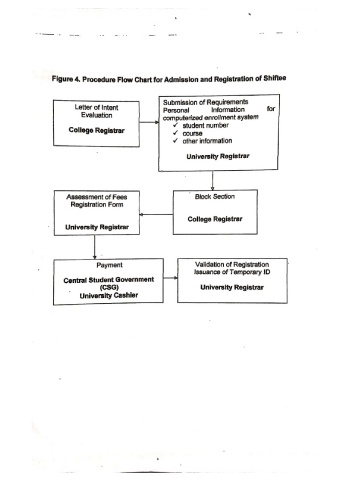 Figure 4. Procedure Flow Chart for Admission and Registration of Shiftee
Letter of Intent
Evaluation
College Registrar
Submission of Requirements
Personal Information for
computerized enrollment system
✓ student number
✓ course
✓ other information
University Registrar
Block Section
College Registrar
Assessment of Fees
Registration Form
University Registrar
Payment
Central Student Government
(CSG)
University Cashier
Validation of Registration
Issuance of Temporary ID
University Registrar